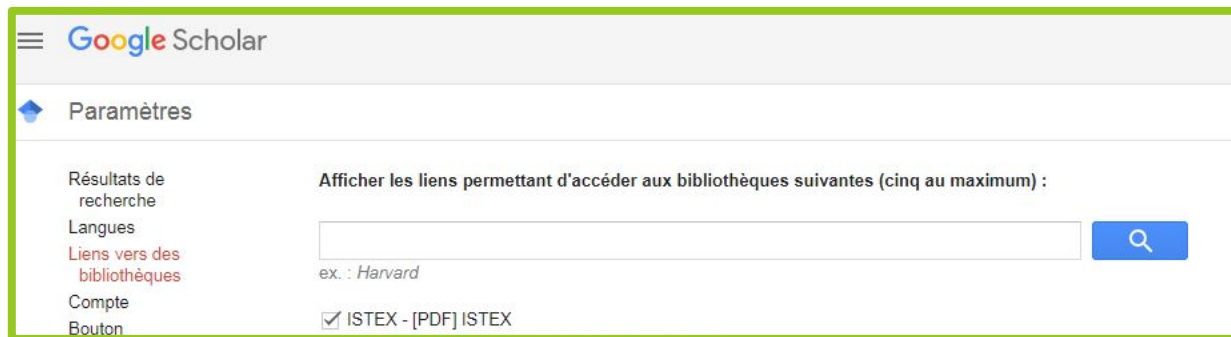 Google Scholar
Paramètres
Résultats de
recherche
Langues
Liens vers des
bibliothèques
Compte
Bouton
Afficher les liens permettant d'accéder aux bibliothèques suivantes (cinq au maximum) :
ex. : Harvard
ISTEX - [PDF] ISTEX